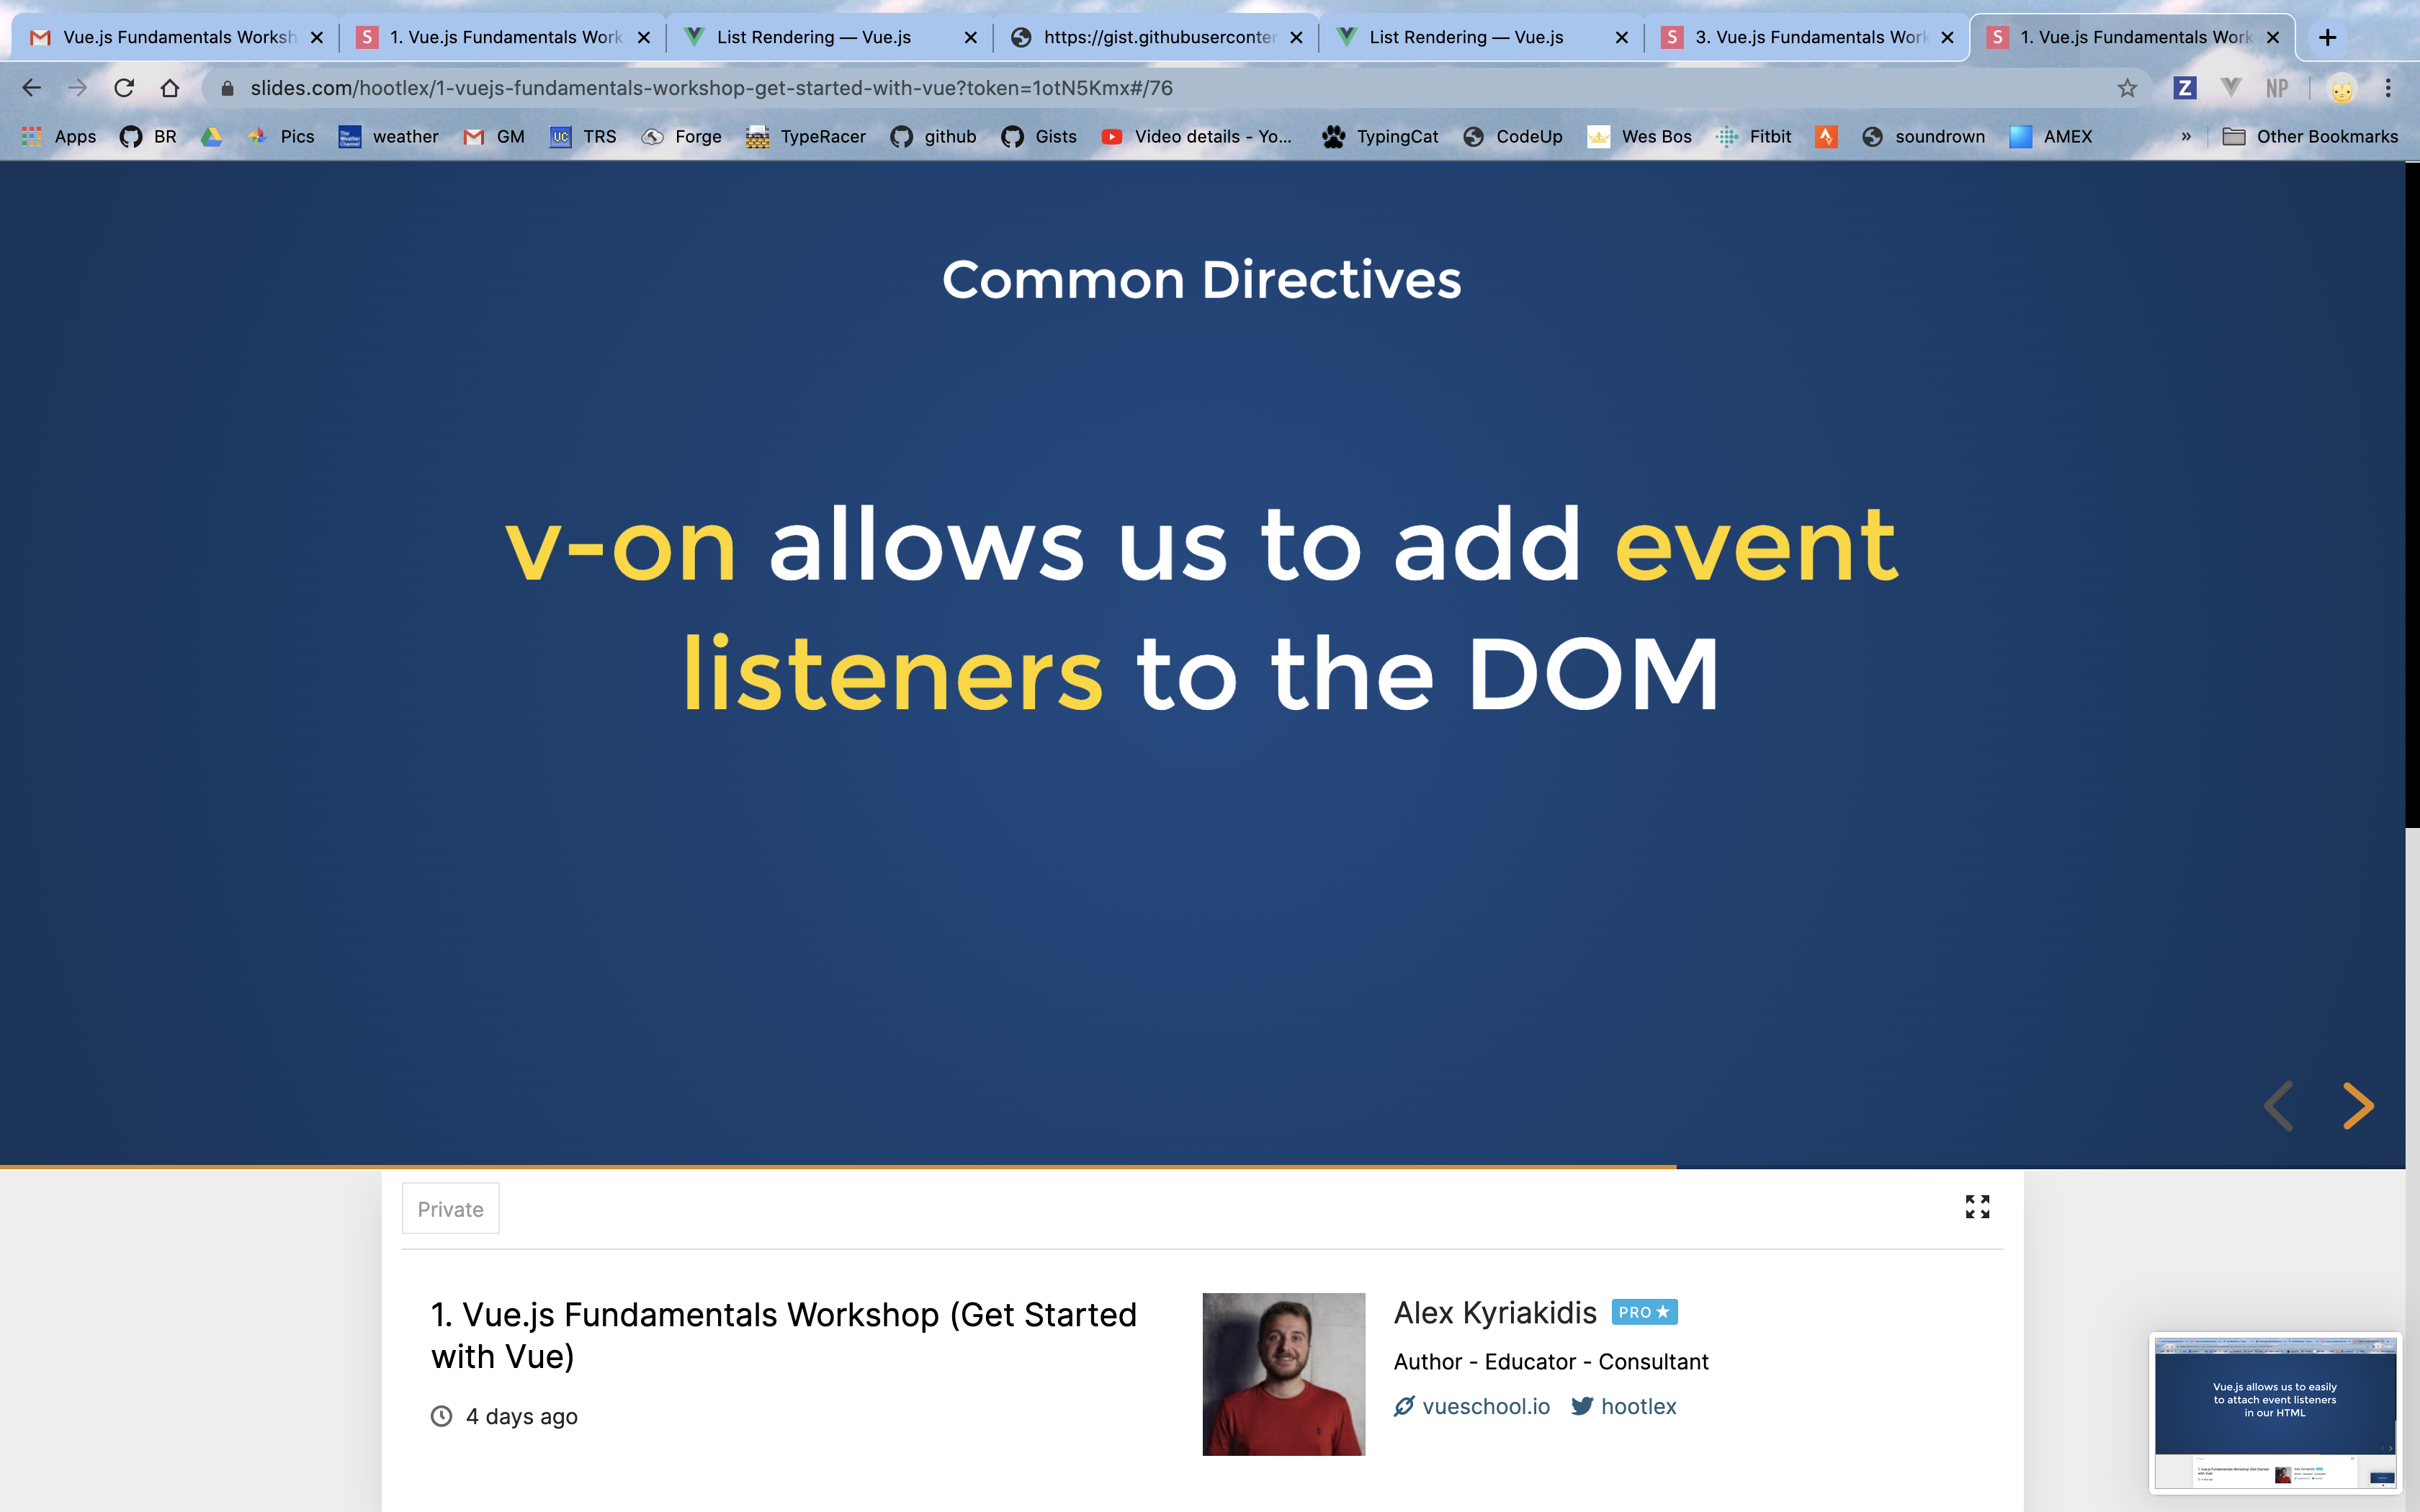 Vue.js Fundamentals Worksh
1. Vue.js Fundamentals Work
List Rendering — Vue.js
https://gist.githubuserconter
List Rendering — Vue.js
3. Vue.js Fundamentals Work
1. Vue.js Fundamentals Work
slides.com/hootlex/1-vuejs-fundamentals-workshop-get-started-with-vue?token=1otN5Kmx#/76
Z
NP
Apps
BR
Pics
weather
GM
UC
TRS
Forge
TypeRacer
github
Gists
Video details - Yo...
TypingCat
CodeUp
Wes Bos
Fitbit
soundrown
AMEX
»
Other Bookmarks
Common Directives
v-on allows us to add event
listeners to the DOM
Private
1. Vue.js Fundamentals Workshop (Get Started
with Vue)
4 days ago
Alex Kyriakidis PRO
Author - Educator - Consultant
vueschool.io hootlex
Vue.js allows us to easily
to attach event listeners
in our HTML